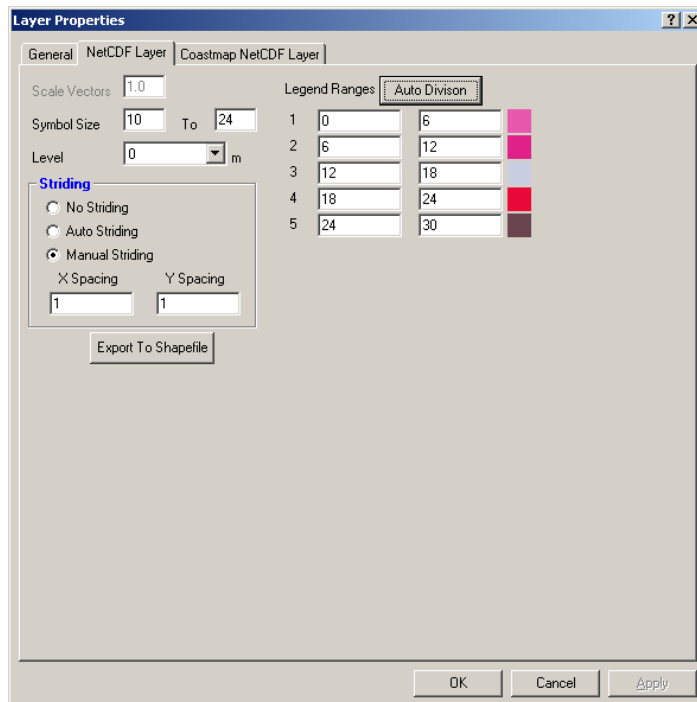 Layer Properties
General NetCDF Layer Coastmap NetCDF Layer
Scale Vectors 1.0
Symbol Size 10 To 24
Level 0 m
Striding
No Striding
Auto Striding
Manual Striding
X Spacing Y Spacing
1 1
Export To Shapefile
Legend Ranges Auto Divison
1 0 6
2 6 12
3 12 18
4 18 24
5 24 30
OK Cancel Apply